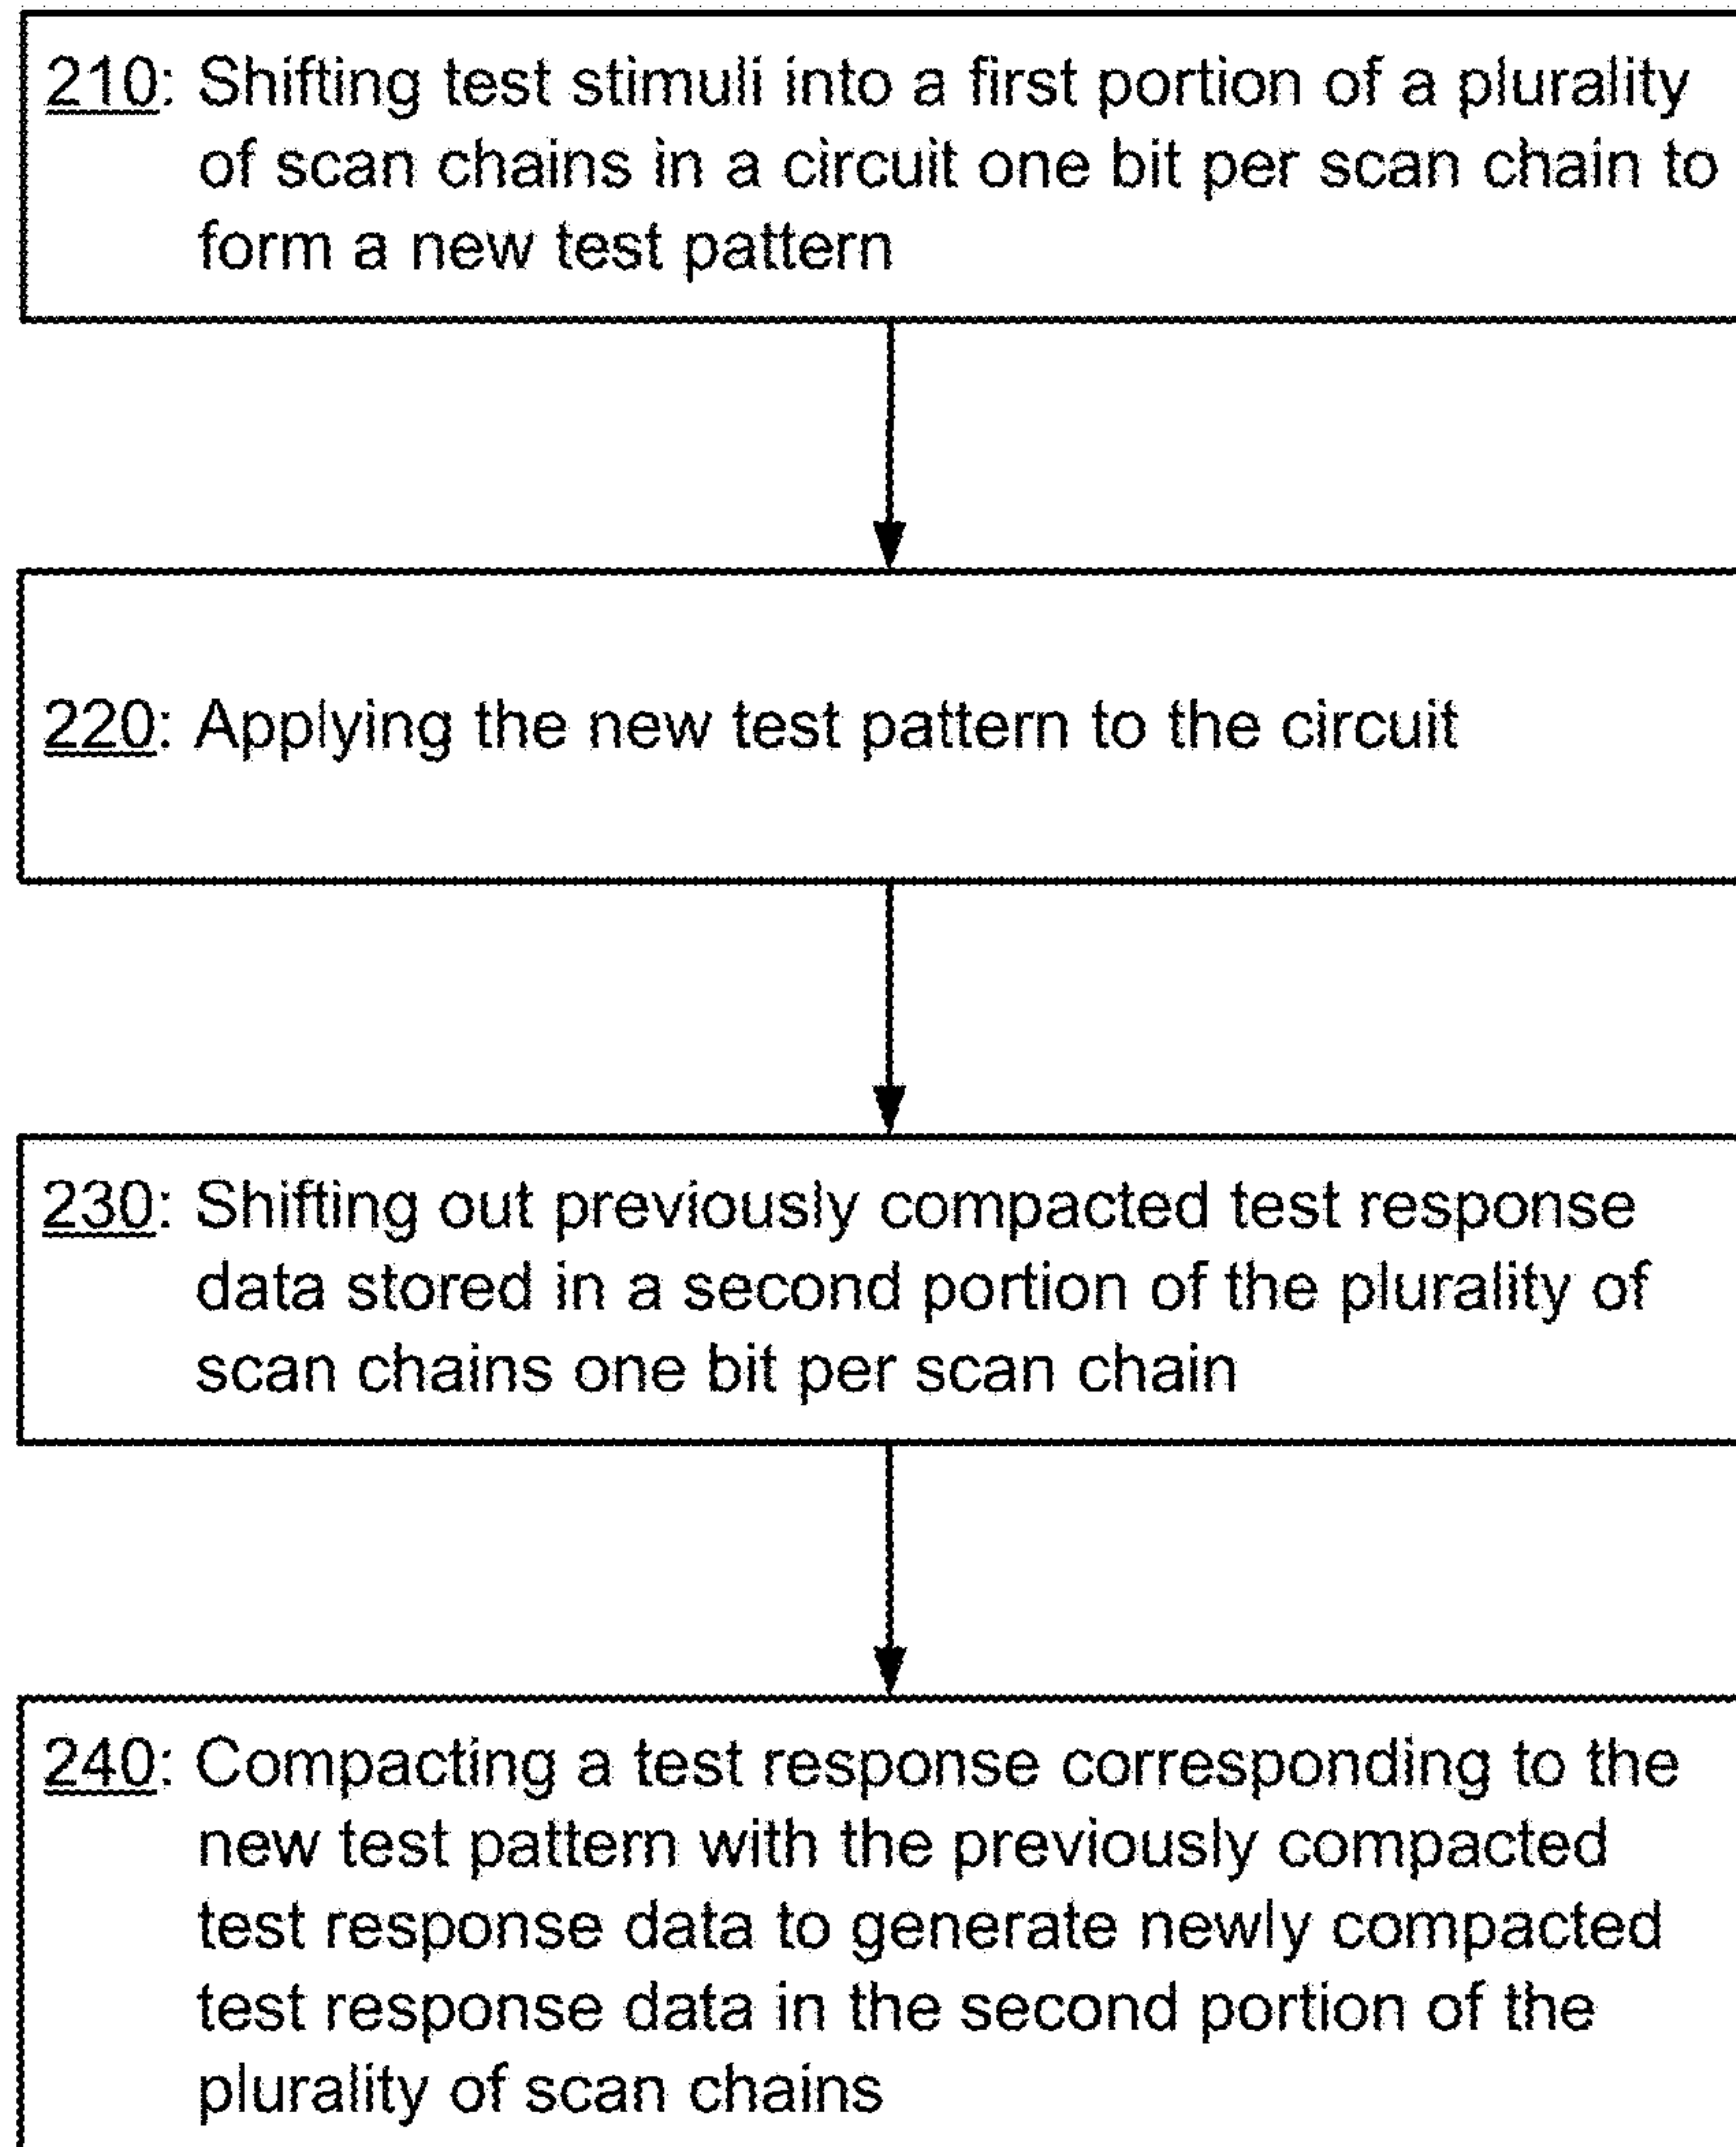 210: Shifting test stimuli into a first portion of a plurality
of scan chains in a circuit one bit per scan chain to
form a new test pattern
220: Applying the new test pattern to the circuit
230: Shifting out previously compacted test response
data stored in a second portion of the plurality of
scan chains one bit per scan chain
240: Compacting a test response corresponding to the
new test pattern with the previously compacted
test response data to generate newly compacted
test response data in the second portion of the
plurality of scan chains